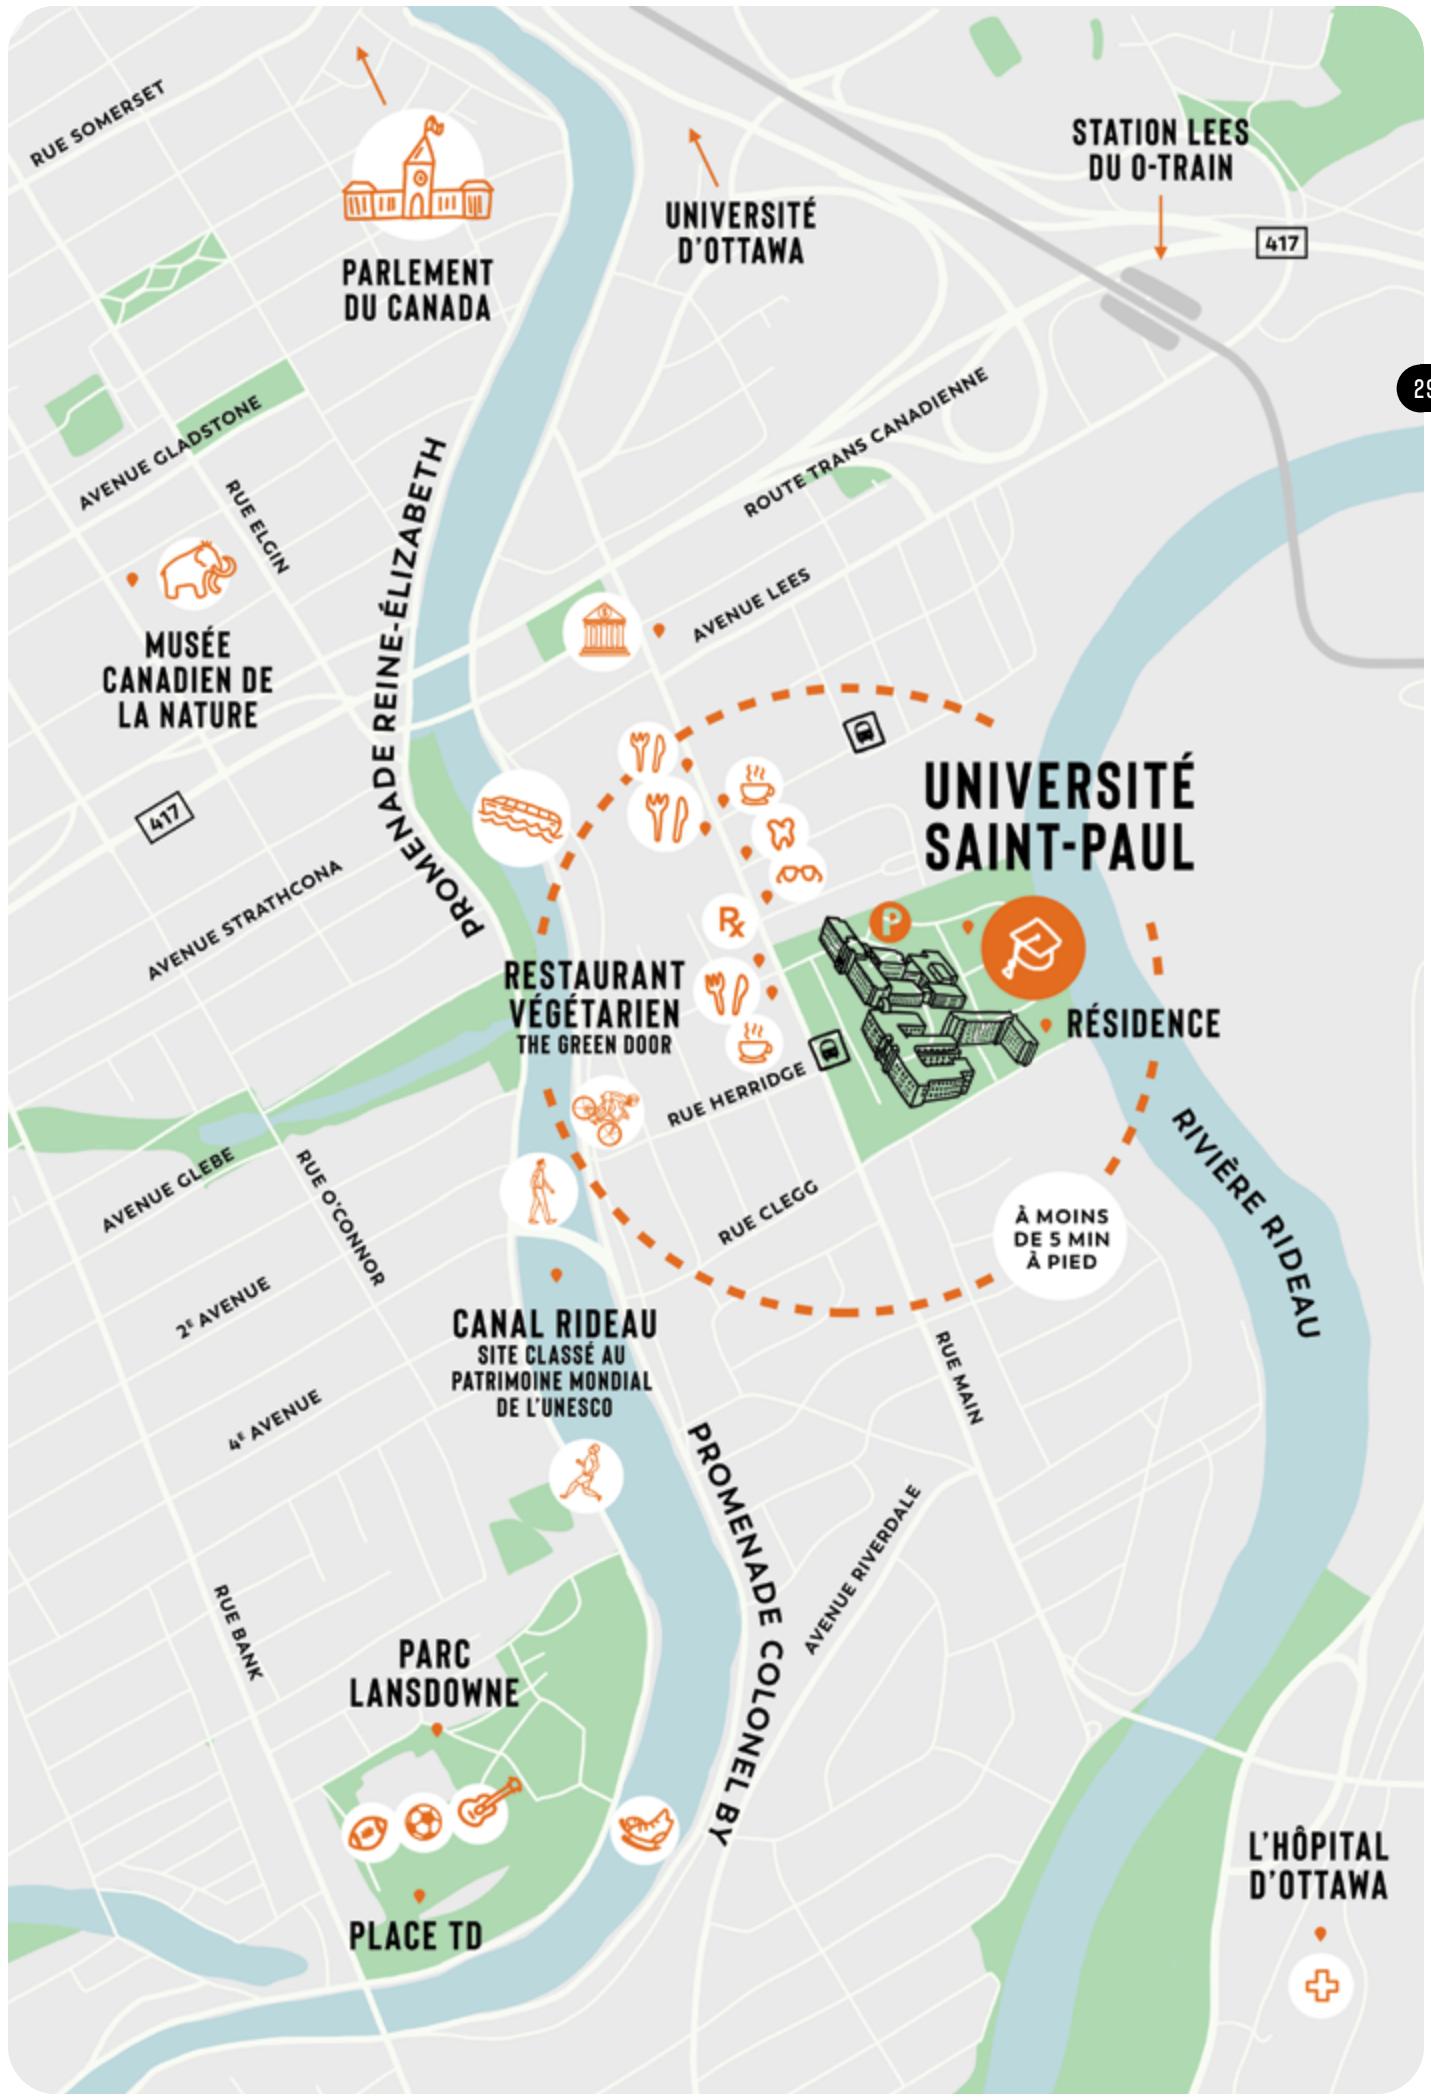 RUE SOMERSET
PARLEMENT
DU CANADA
UNIVERSITÉ
D'OTTAWA
STATION LEES
DU O-TRAIN
417
AVENUE GLADSTONE
RUE ELGIN
PROMENADE REINE-ÉLIZABETH
ROUTE TRANS CANADIENNE
AVENUE LEES
MUSÉE
CANADIEN DE
LA NATURE
417
AVENUE STRATHCONA
UNIVERSITÉ
SAINT-PAUL
P
Rx
RESTAURANT
VÉGÉTARIEN
THE GREEN DOOR
RÉSIDENCE
RUE HERRIDGE
RUE CLEGG
À MOINS
DE 5 MIN
À PIED
RIVIÈRE RIDEAU
AVENUE GLEBE
RUE O'CONNOR
2E AVENUE
4E AVENUE
CANAL RIDEAU
SITE CLASSÉ AU
PATRIMOINE MONDIAL
DE L'UNESCO
RUE MAIN
PROMENADE COLONEL BY
AVENUE RIVERDALE
RUE BANK
PARC
LANSDOWNE
PLACE TD
L'HÔPITAL
D'OTTAWA